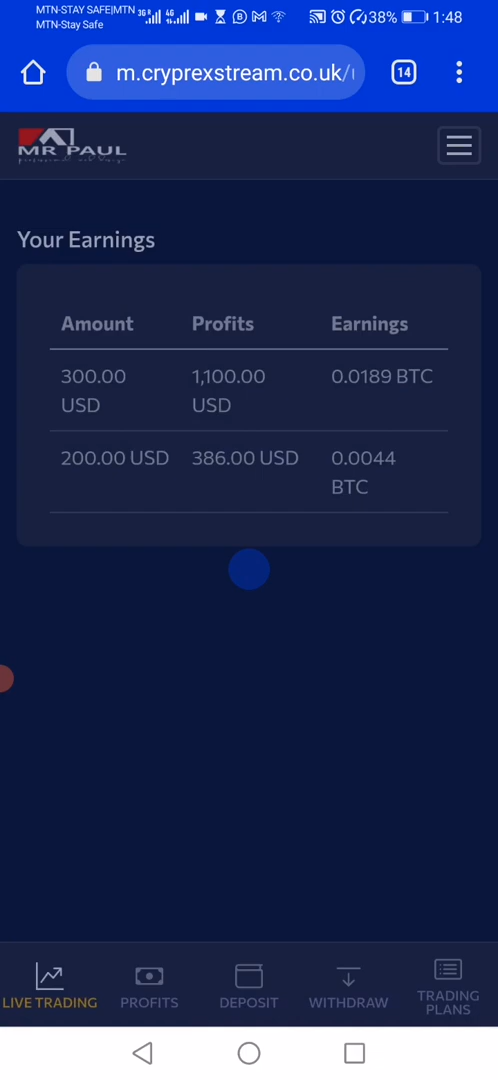 MTN-STAY SAFE|MTN 3G R 4G 38% 1:48
MTN-Stay Safe
m.cryprexstream.co.uk/ 14
MR PAUL
Your Earnings
Amount Profits Earnings
300.00 1,100.00 0.0189 BTC
USD USD
200.00 USD 386.00 USD 0.0044
BTC
LIVE TRADING PROFITS DEPOSIT WITHDRAW TRADING
PLANS